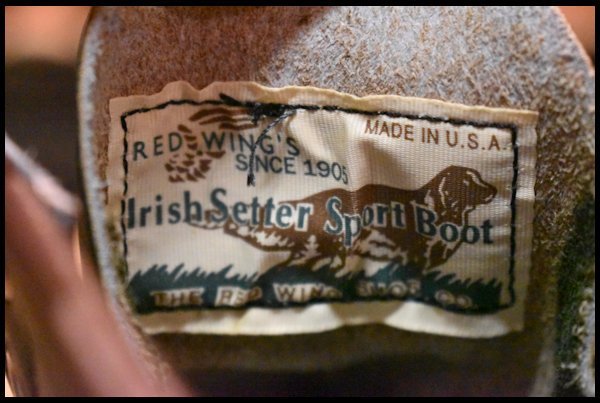 RED WING'S
SINCE 1905
MADE IN U.S.A.
Irish Setter Sport Boot
THE RED WING SHOE CO.